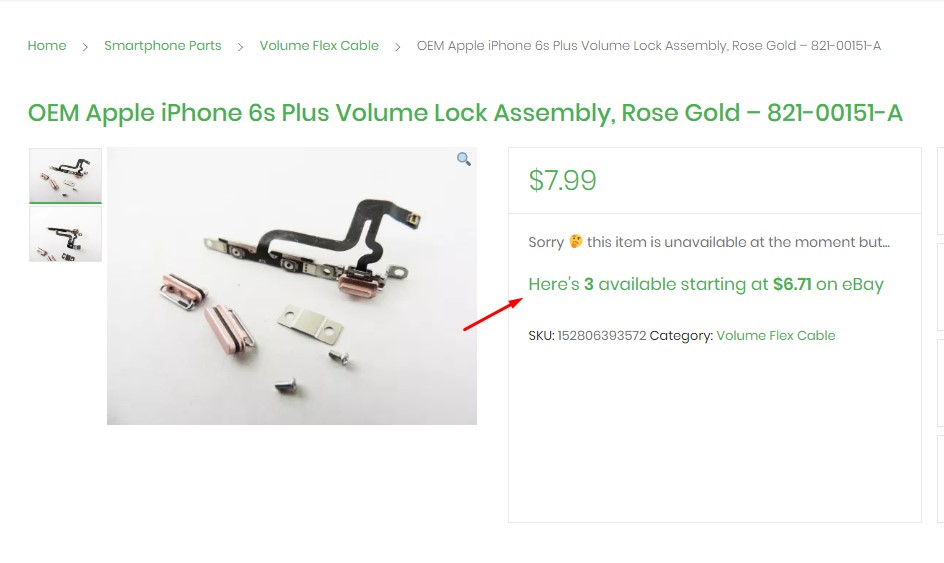 Home > Smartphone Parts > Volume Flex Cable > OEM Apple iPhone 6s Plus Volume Lock Assembly, Rose Gold – 821-00151-A
OEM Apple iPhone 6s Plus Volume Lock Assembly, Rose Gold – 821-00151-A
$7.99
Sorry 🤔 this item is unavailable at the moment but...
Here's 3 available starting at $6.71 on eBay
SKU: 152806393572 Category: Volume Flex Cable